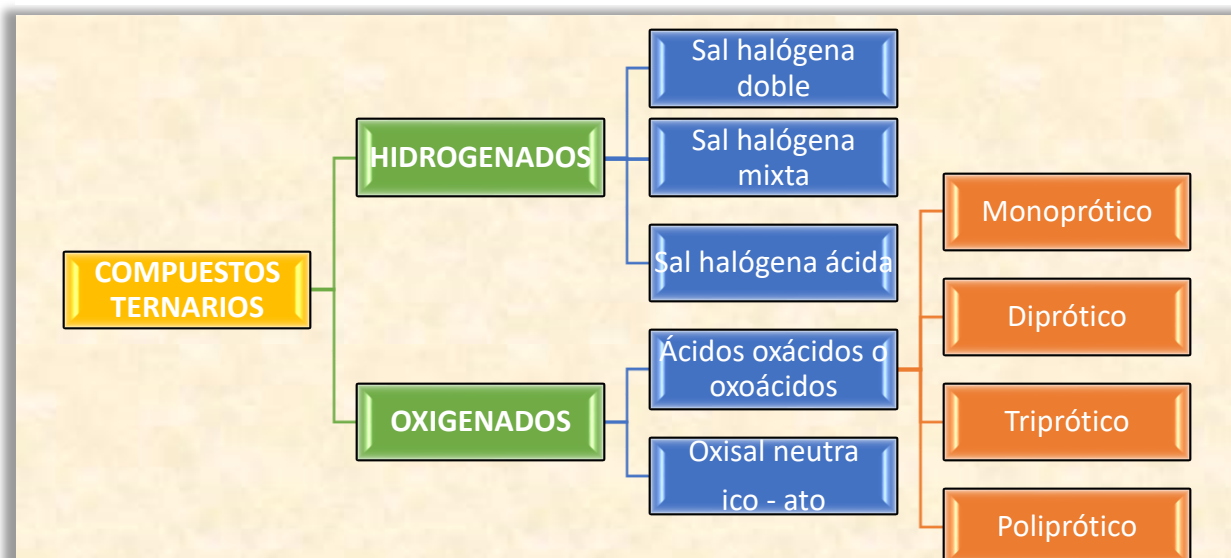 COMPUESTOS
TERNARIOS
HIDROGENADOS
Sal halógena
doble
Sal halógena
mixta
Sal halógena ácida
OXIGENADOS
Ácidos oxácidos o
oxoácidos
Monoprótico
Diprótico
Triprótico
Poliprótico
Oxisal neutra
ico - ato